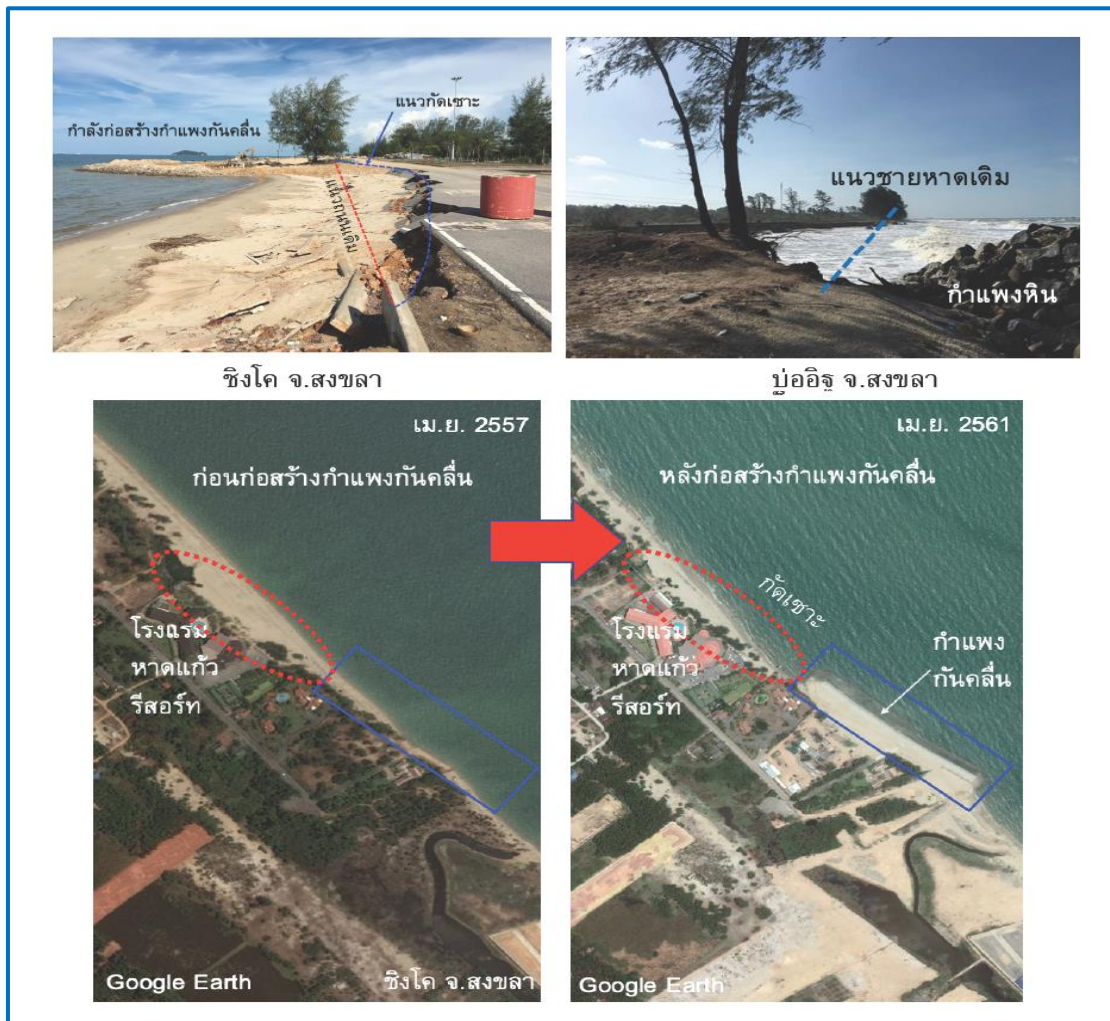 กำลังก่อสร้างกำแพงกันคลื่น
แนวกัดเซาะ
แนวถนนเดิม
แนวชายหาดเดิม
กำแพงหิน
ชิงโค จ.สงขลา
บ่ออิฐ จ.สงขลา
เม.ย. 2557
ก่อนก่อสร้างกำแพงกันคลื่น
โรงแรม
หาดแก้ว
รีสอร์ท
Google Earth
ชิงโค จ.สงขลา
เม.ย. 2561
หลังก่อสร้างกำแพงกันคลื่น
กัดเซาะ
โรงแรม
หาดแก้ว
รีสอร์ท
กำแพง
กันคลื่น
Google Earth